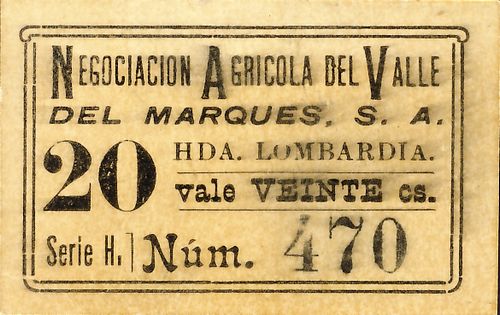 NEGOCIACION AGRICOLA DEL VALLE
DEL MARQUES, S. A.
20
HDA. LOMBARDIA.
vale VEINTE cs.
Serie H. Núm. 470